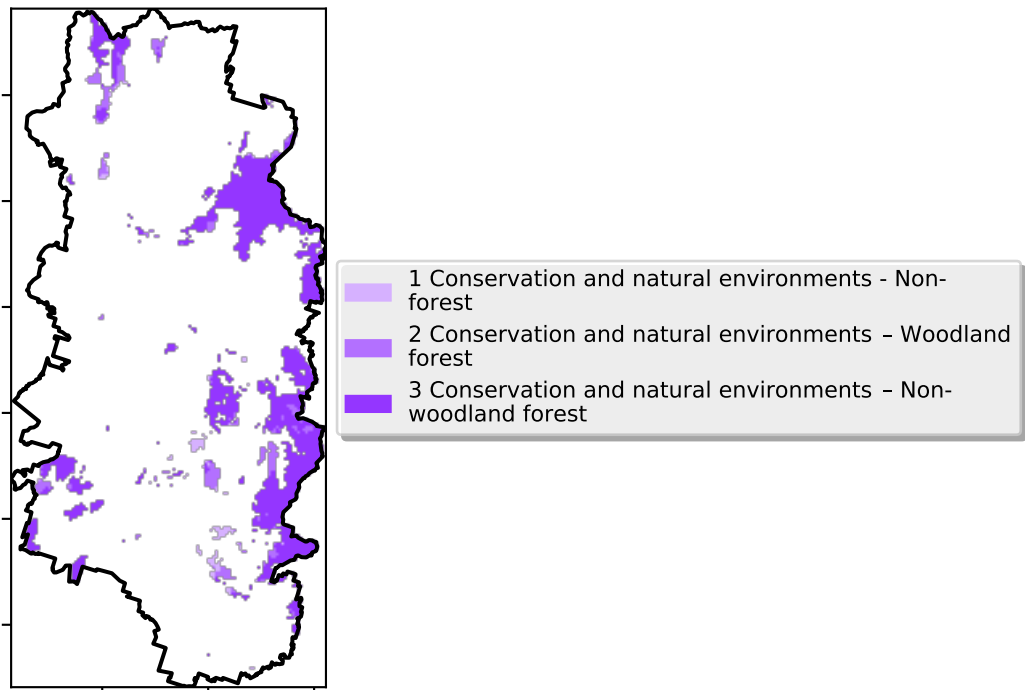 1 Conservation and natural environments - Non-
forest
2 Conservation and natural environments – Woodland
forest
3 Conservation and natural environments – Non-
woodland forest